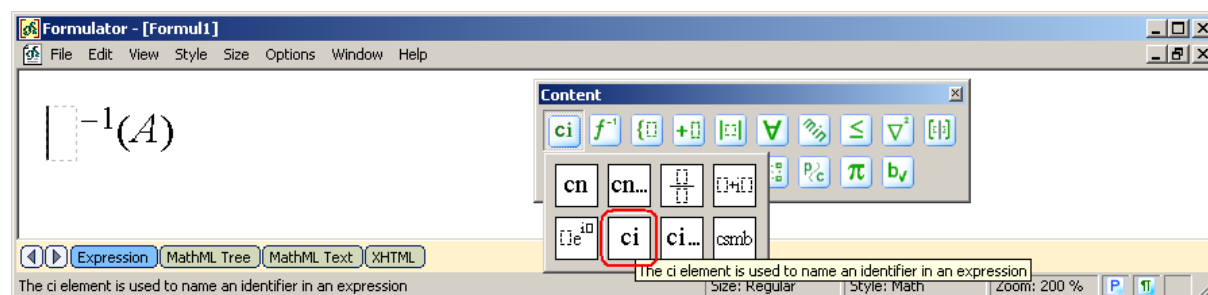 Formulator - [Formul1]
File Edit View Style Size Options Window Help
⁻¹(A)
Content
ci f⁻¹ {▯ +▯ |▯| ∀ ≤ ∇² [▯|▯]
P/c π b√
cn cn... ▯/▯ ▯+i▯
▯e^i▯ ci ci... csmb
The ci element is used to name an identifier in an expression
Expression MathML Tree MathML Text XHTML
The ci element is used to name an identifier in an expression
Size: Regular Style: Math Zoom: 200 % P ¶